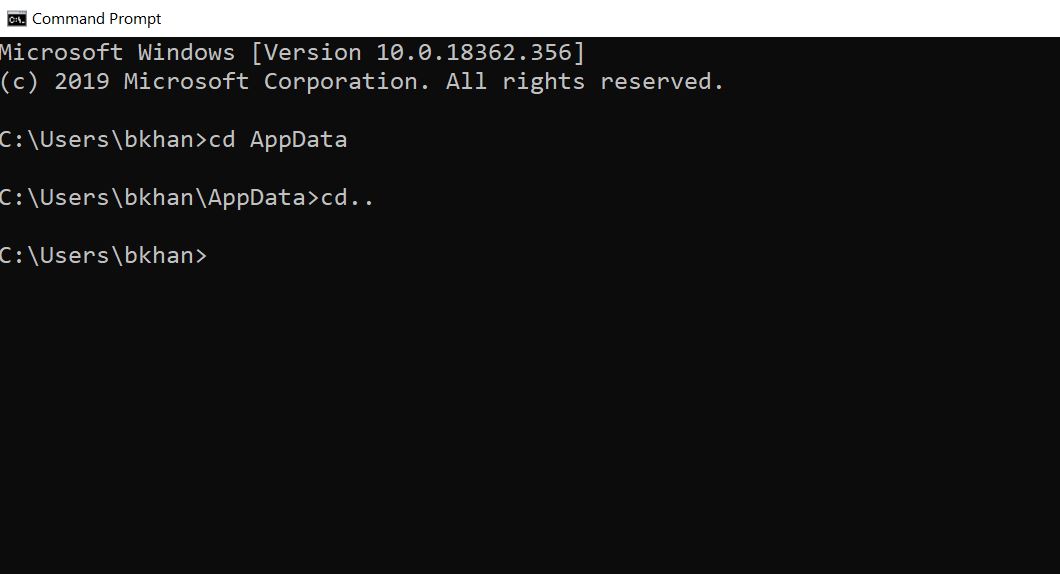 Command Prompt
Microsoft Windows [Version 10.0.18362.356]
(c) 2019 Microsoft Corporation. All rights reserved.
C:\Users\bkhan>cd AppData
C:\Users\bkhan\AppData>cd..
C:\Users\bkhan>